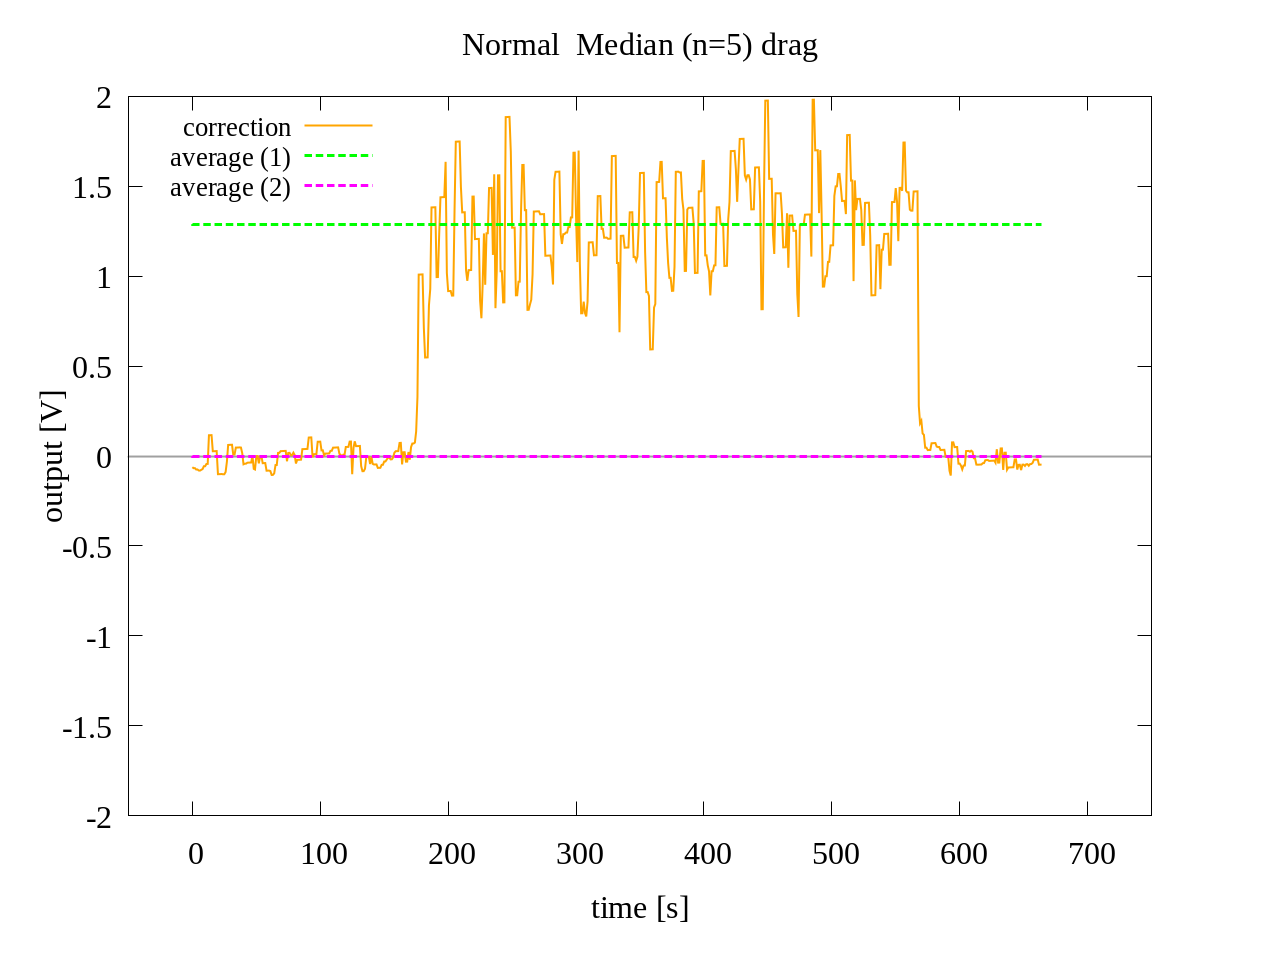 Normal  Median (n=5) drag
correction
average (1)
average (2)
2
1.5
1
0.5
0
-0.5
-1
-1.5
-2
output [V]
0 100 200 300 400 500 600 700
time [s]